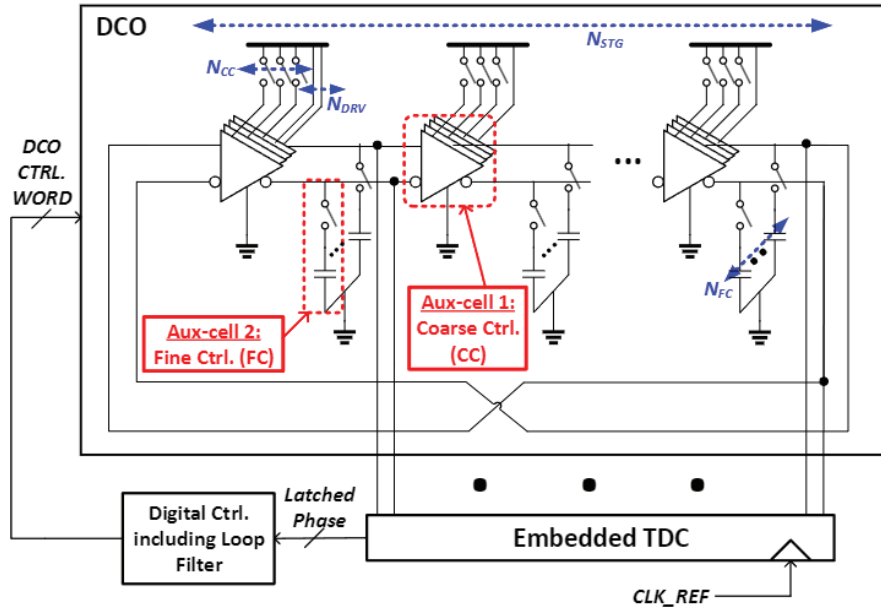 DCO
N_STG
N_CC
N_DRV
DCO
CTRL.
WORD
N_FC
Aux-cell 2:
Fine Ctrl. (FC)
Aux-cell 1:
Coarse Ctrl.
(CC)
Latched
Phase
Digital Ctrl.
including Loop
Filter
Embedded TDC
CLK_REF